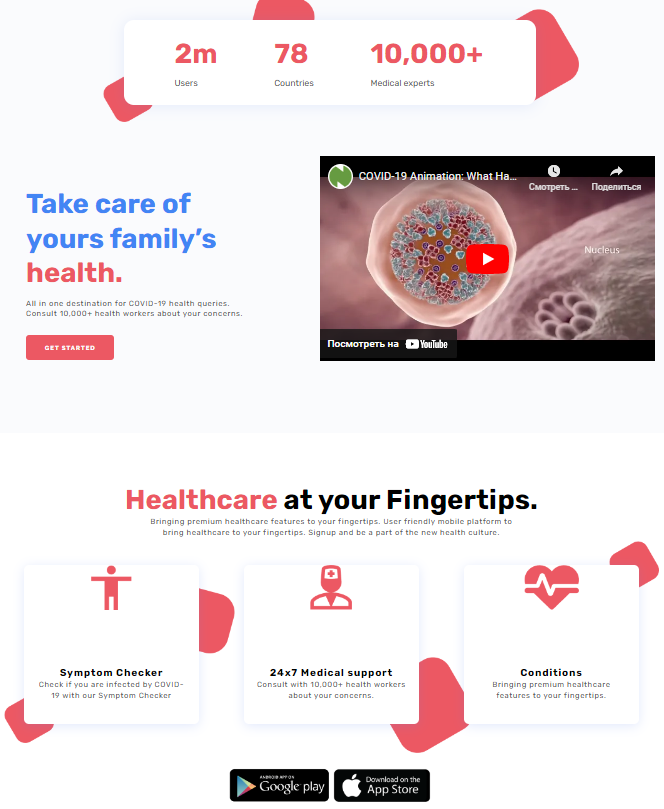 2m 78 10,000+
Users Countries Medical experts
COVID-19 Animation: What Ha...
Смотреть ... Поделиться
Take care of
yours family's
health.
Nucleus
All in one destination for COVID-19 health queries.
Consult 10,000+ health workers about your concerns.
GET STARTED
Посмотреть на YouTube
Healthcare at your Fingertips.
Bringing premium healthcare features to your fingertips. User friendly mobile platform to
bring healthcare to your fingertips. Signup and be a part of the new health culture.
Symptom Checker
Check if you are infected by COVID-
19 with our Symptom Checker
24x7 Medical support
Consult with 10,000+ health workers
about your concerns.
Conditions
Bringing premium healthcare
features to your fingertips.
ANDROID APP ON
Google play
Download on the
App Store